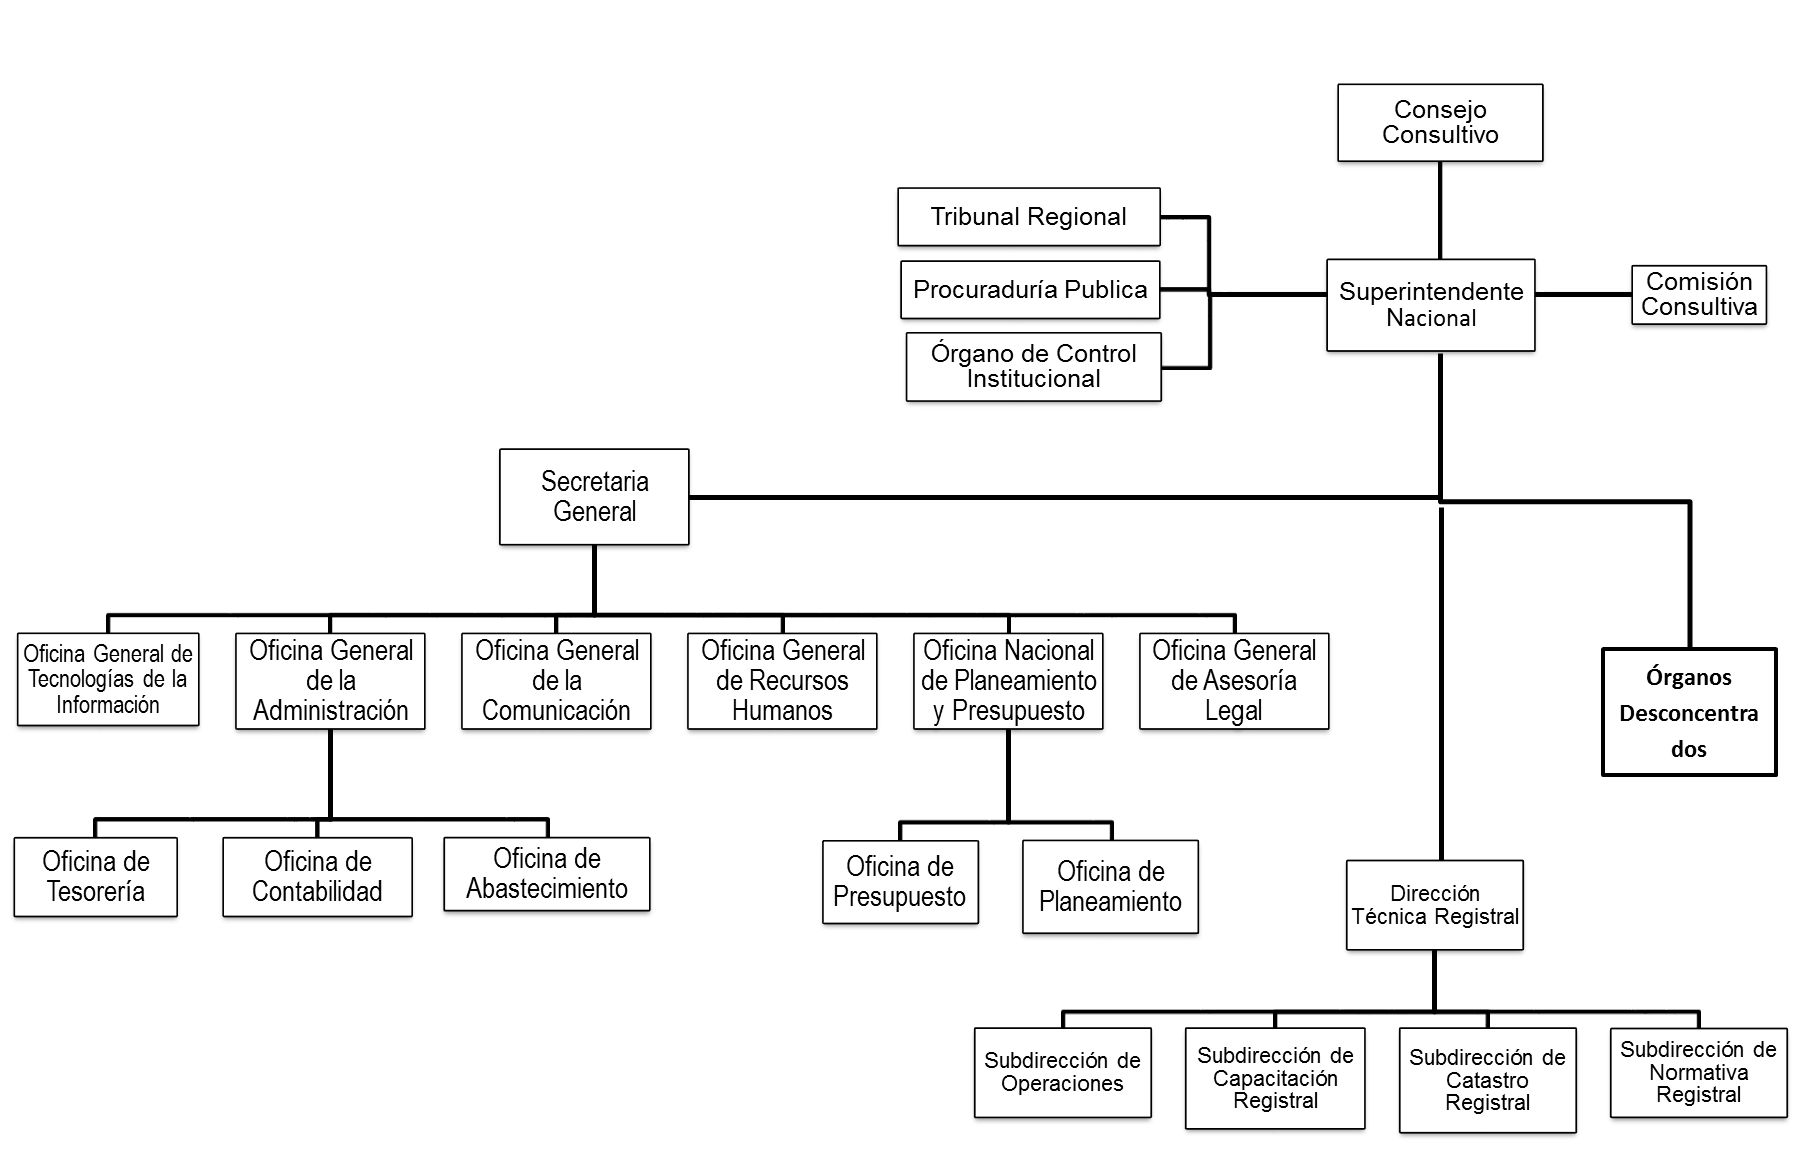 Consejo
Consultivo
Tribunal Regional
Procuraduría Publica
Órgano de Control
Institucional
Superintendente
Nacional
Comisión
Consultiva
Secretaria
General
Oficina General de
Tecnologías de la
Información
Oficina General
de la
Administración
Oficina General
de la
Comunicación
Oficina General
de Recursos
Humanos
Oficina Nacional
de Planeamiento
y Presupuesto
Oficina General
de Asesoría
Legal
Órganos
Desconcentra
dos
Oficina de
Tesorería
Oficina de
Contabilidad
Oficina de
Abastecimiento
Oficina de
Presupuesto
Oficina de
Planeamiento
Dirección
Técnica Registral
Subdirección de
Operaciones
Subdirección de
Capacitación
Registral
Subdirección de
Catastro
Registral
Subdirección de
Normativa
Registral